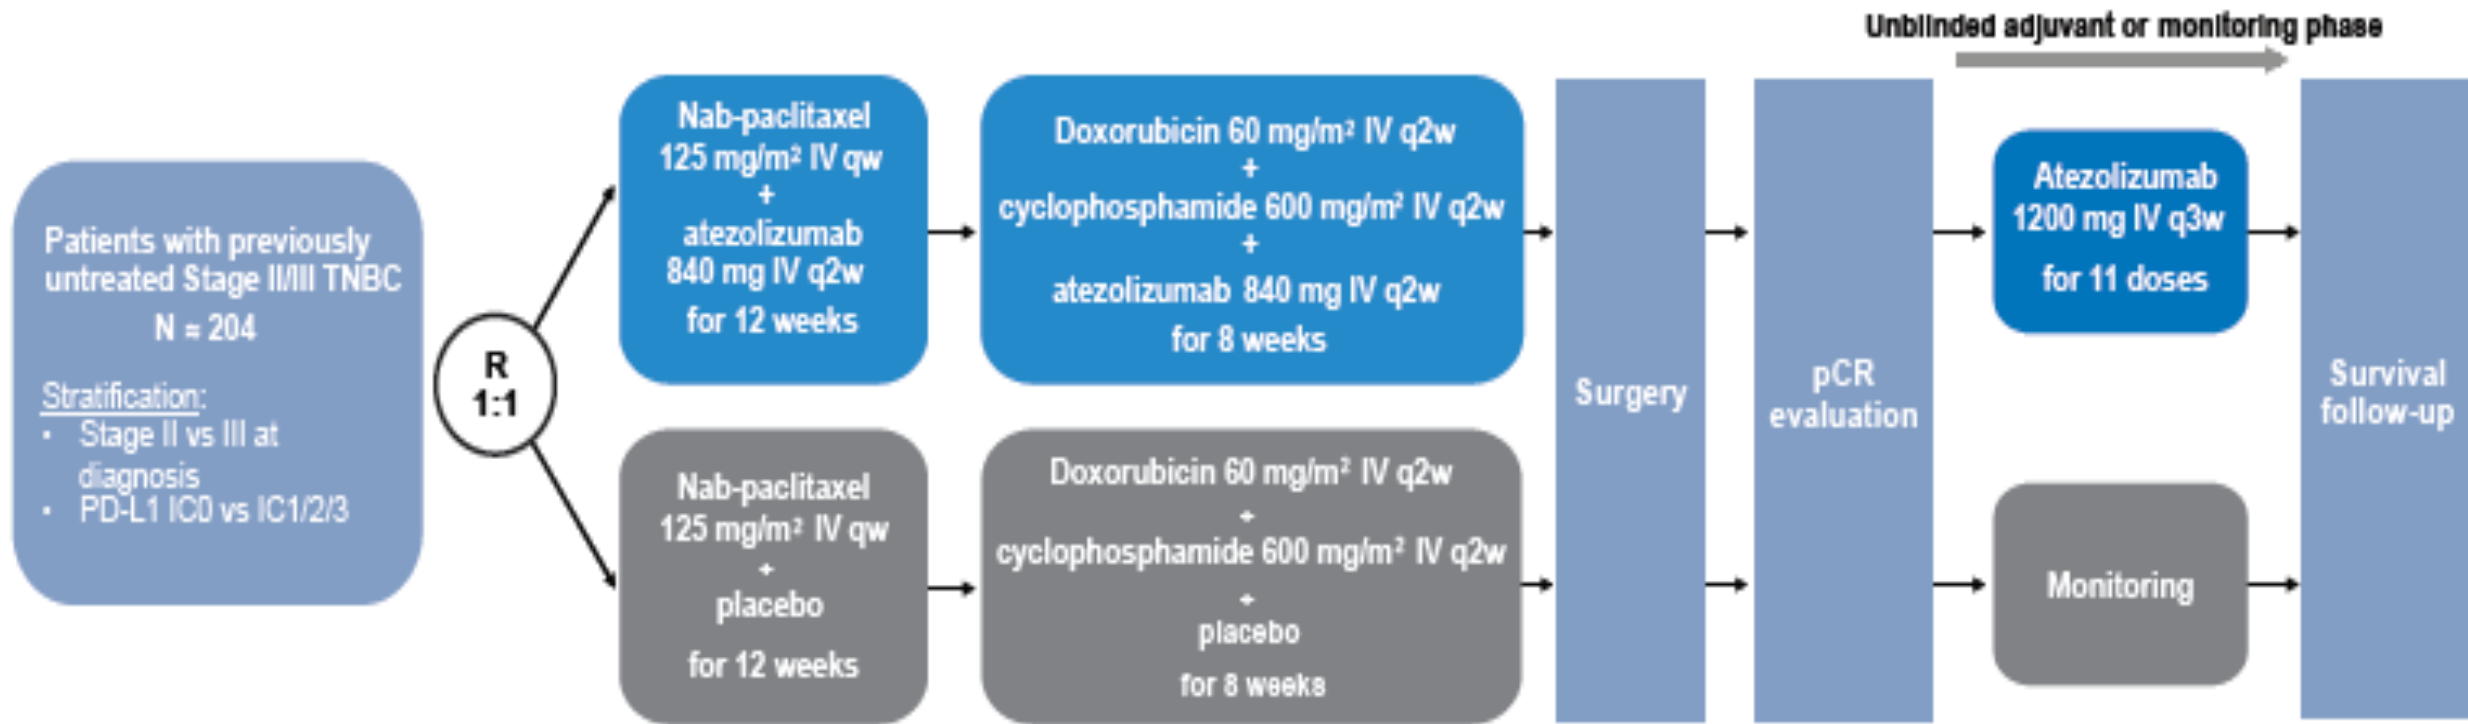 Unblinded adjuvant or monitoring phase
Patients with previously
untreated Stage II/III TNBC
N = 204
Stratification:
• Stage II vs III at
diagnosis
• PD-L1 IC0 vs IC1/2/3
R
1:1
Nab-paclitaxel
125 mg/m² IV qw
+
atezolizumab
840 mg IV q2w
for 12 weeks
Doxorubicin 60 mg/m² IV q2w
+
cyclophosphamide 600 mg/m² IV q2w
+
atezolizumab 840 mg IV q2w
for 8 weeks
Nab-paclitaxel
125 mg/m² IV qw
+
placebo
for 12 weeks
Doxorubicin 60 mg/m² IV q2w
+
cyclophosphamide 600 mg/m² IV q2w
+
placebo
for 8 weeks
Surgery
pCR
evaluation
Atezolizumab
1200 mg IV q3w
for 11 doses
Monitoring
Survival
follow-up